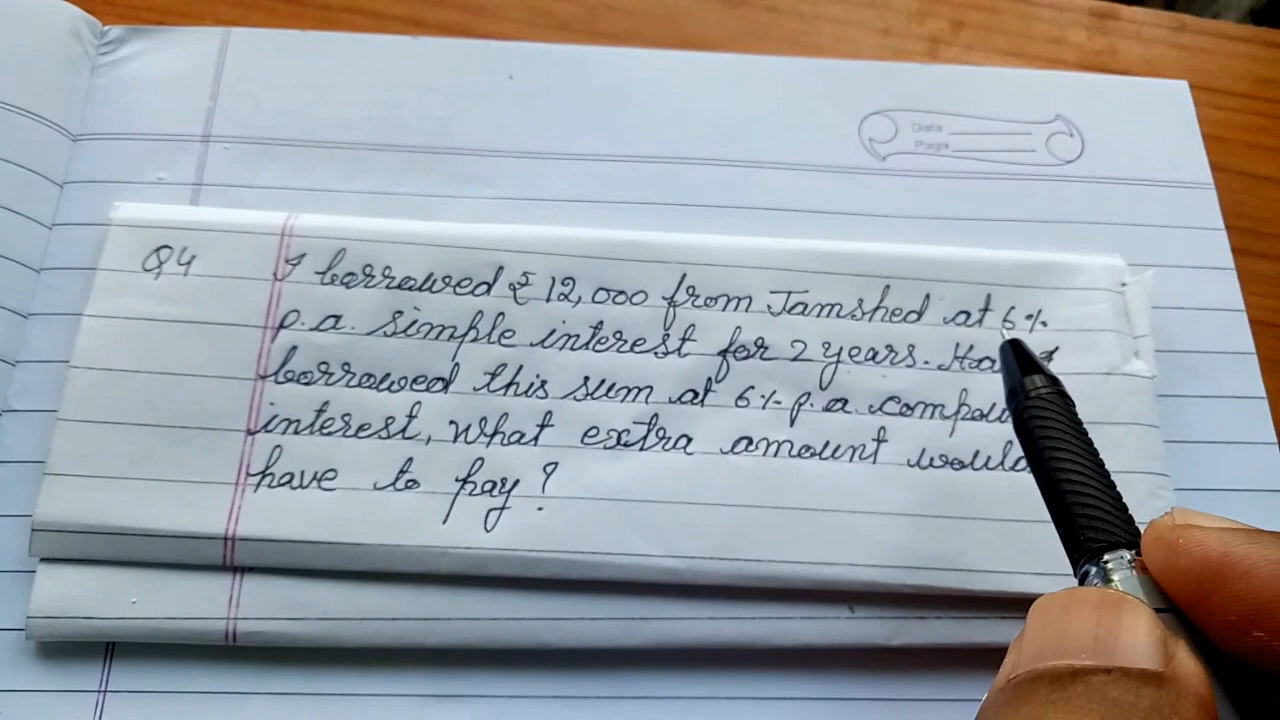 Date
Page
Q4 I borrowed ₹ 12,000 from Jamshed at 6%
p.a. simple interest for 2 years. Had I
borrowed this sum at 6% p.a. compou
interest, what extra amount would
have to pay?